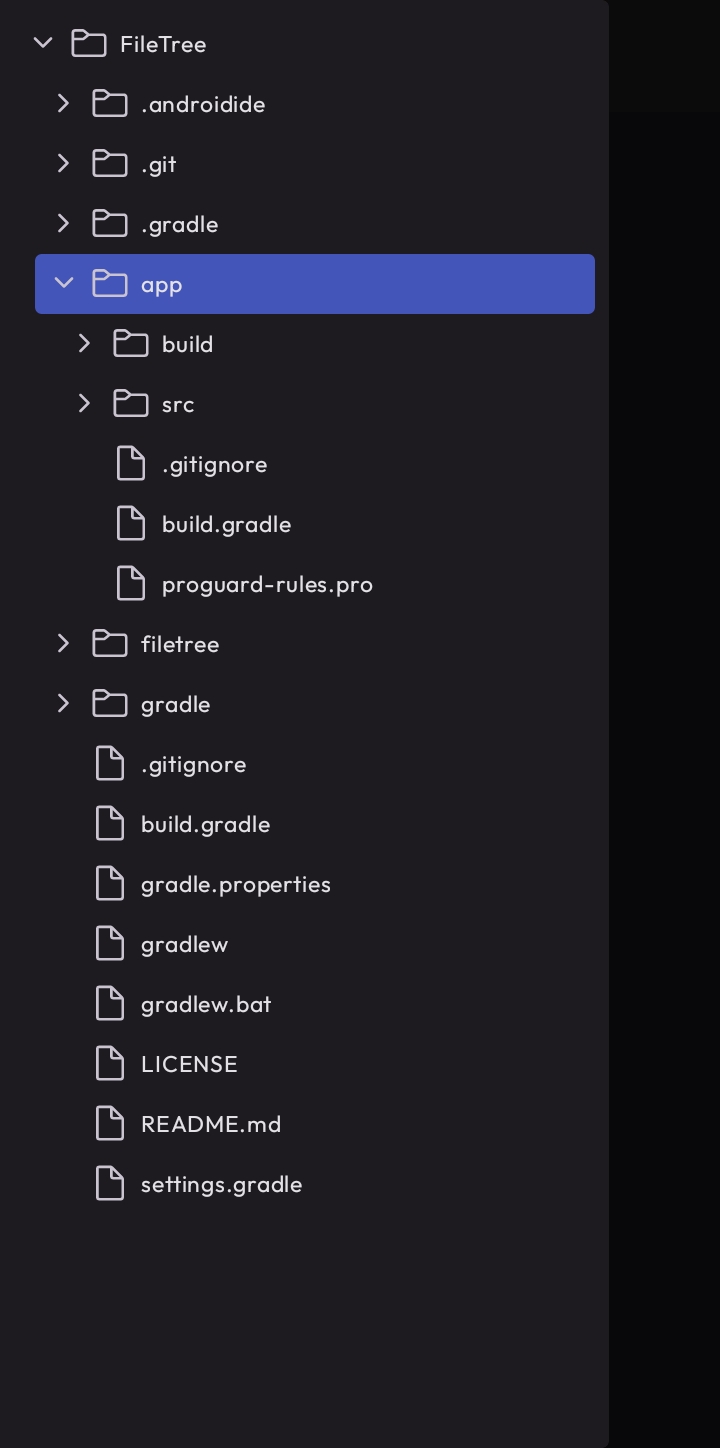 FileTree
.androidide
.git
.gradle
app
build
src
.gitignore
build.gradle
proguard-rules.pro
filetree
gradle
.gitignore
build.gradle
gradle.properties
gradlew
gradlew.bat
LICENSE
README.md
settings.gradle